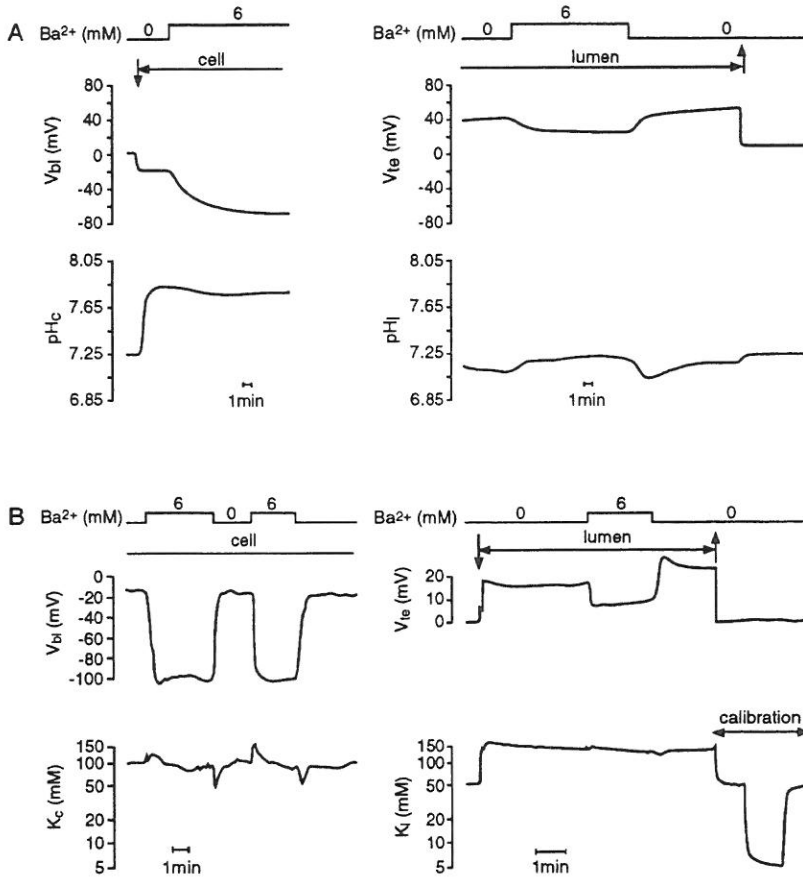 A
Ba2+ (mM)
0
6
cell
Vbl (mV)
80
40
0
-40
-80
pHc
8.05
7.65
7.25
6.85
1min
0
6
0
lumen
Vte (mV)
80
40
0
40
80
pHl
8.05
7.65
7.25
6.85
1min
B
Ba2+ (mM)
6
0
6
cell
Vbl (mV)
0
-20
-40
-60
-80
-100
Kc (mM)
150
100
50
20
10
5
1min
Ba2+ (mM)
0
6
0
lumen
Vte (mV)
20
10
0
calibration
Kl (mM)
150
100
50
20
10
5
1min